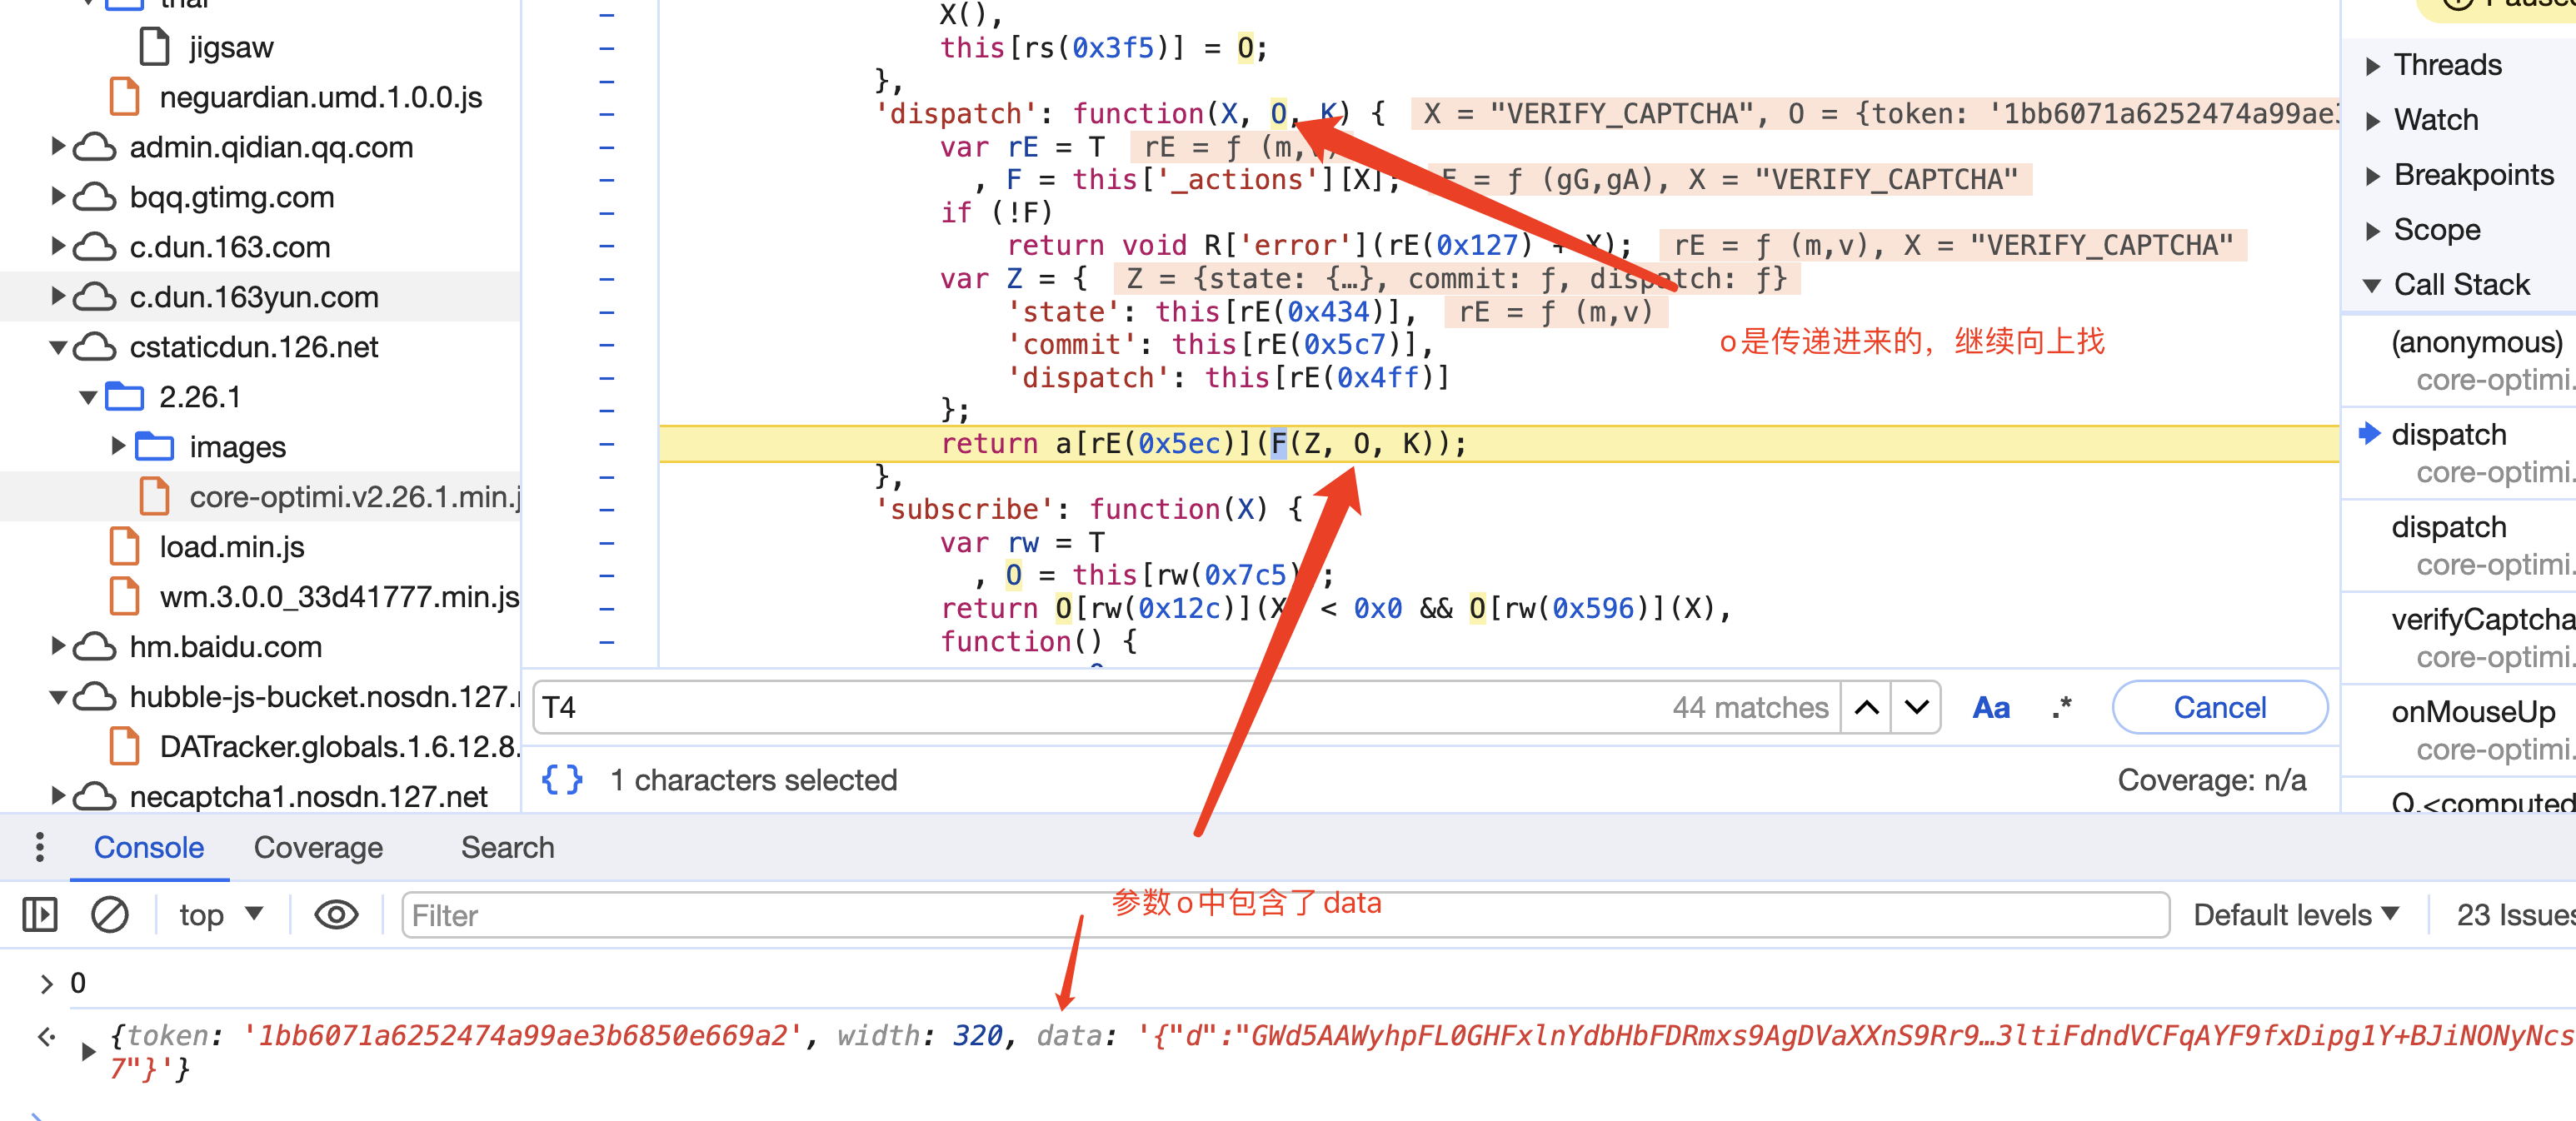 thar
jigsaw
neguardian.umd.1.0.0.js
admin.qidian.qq.com
bqq.gtimg.com
c.dun.163.com
c.dun.163yun.com
cstaticdun.126.net
2.26.1
images
core-optimi.v2.26.1.min.j
load.min.js
wm.3.0.0_33d41777.min.js
hm.baidu.com
hubble-js-bucket.nosdn.127.
DATracker.globals.1.6.12.8.
necaptcha1.nosdn.127.net
X(),
this[rs(0x3f5)] = O;
},
'dispatch': function(X, O, K) { X = "VERIFY_CAPTCHA", O = {token: '1bb6071a6252474a99ae3
var rE = T rE = ƒ (m,v)
, F = this['_actions'][X]; F = ƒ (gG,gA), X = "VERIFY_CAPTCHA"
if (!F)
return void R['error'](rE(0x127) + X); rE = ƒ (m,v), X = "VERIFY_CAPTCHA"
var Z = { Z = {state: {…}, commit: ƒ, dispatch: ƒ}
'state': this[rE(0x434)], rE = ƒ (m,v)
'commit': this[rE(0x5c7)],
'dispatch': this[rE(0x4ff)]
};
return a[rE(0x5ec)](F(Z, O, K));
},
'subscribe': function(X) {
var rw = T
, O = this[rw(0x7c5)];
return O[rw(0x12c)](X) < 0x0 && O[rw(0x596)](X),
function() {
o是传递进来的，继续向上找
T4 44 matches Aa .* Cancel
{} 1 characters selected Coverage: n/a
Paused
Threads
Watch
Breakpoints
Scope
Call Stack
(anonymous)
core-optimi.
dispatch
core-optimi.
dispatch
core-optimi.
verifyCaptcha
core-optimi.
onMouseUp
core-optimi.
Q.<computed
Console Coverage Search
top Filter Default levels 23 Issues
参数o中包含了data
O
{token: '1bb6071a6252474a99ae3b6850e669a2', width: 320, data: '{"d":"GWd5AAWyhpFL0GHFxlnYdbHbFDRmxs9AgDVaXXnS9Rr9…3ltiFdndVCFqAYF9fxDipg1Y+BJiNONyNcs
7"}'}